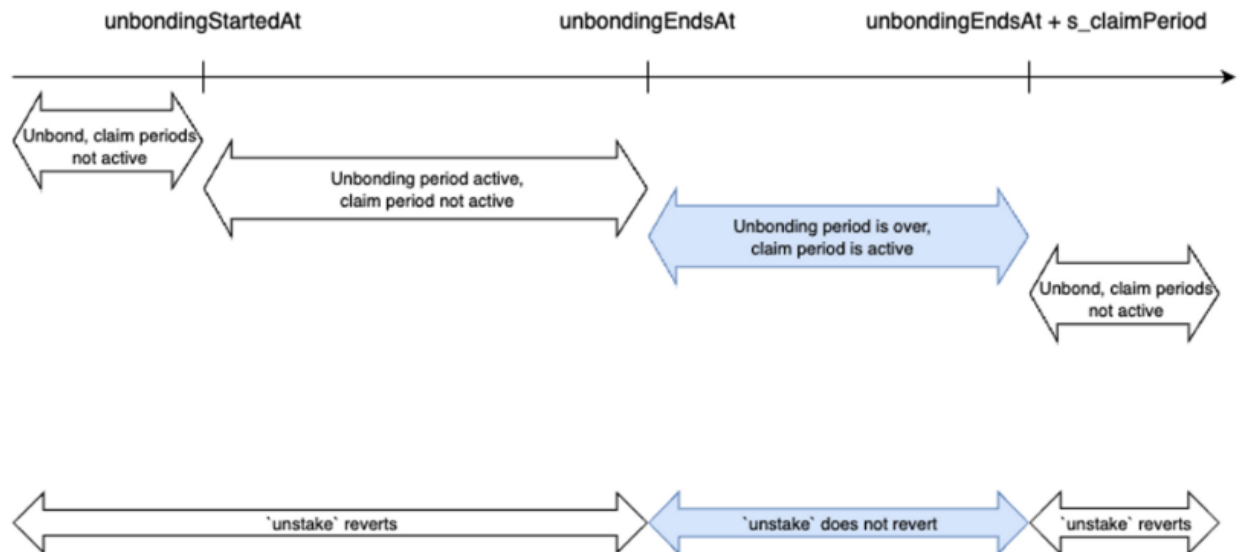 unbondingStartedAt
unbondingEndsAt
unbondingEndsAt + s_claimPeriod
Unbond, claim periods
not active
Unbonding period active,
claim period not active
Unbonding period is over,
claim period is active
Unbond, claim periods
not active
`unstake` reverts
`unstake` does not revert
`unstake` reverts